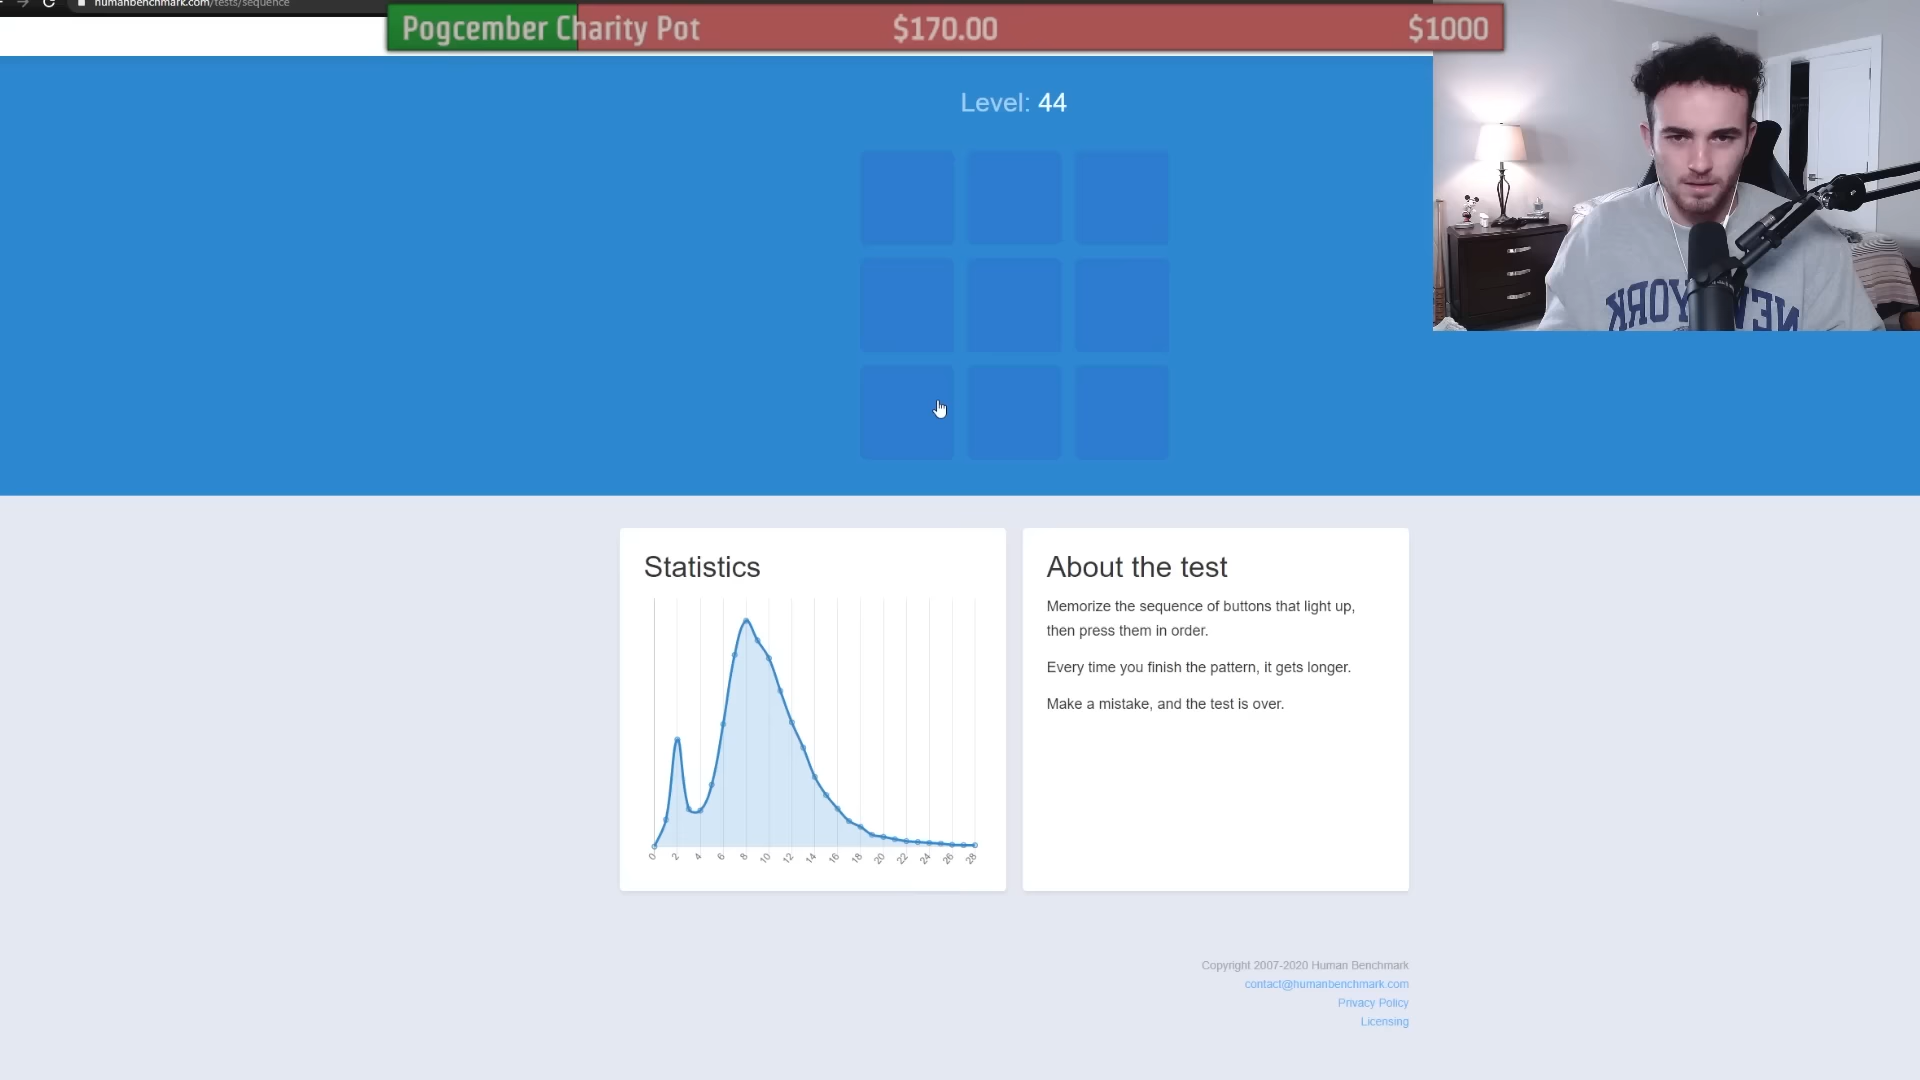 humanbenchmark.com/tests/sequence
Pogcember Charity Pot $170.00 $1000
Level: 44
Statistics
0 2 4 6 8 10 12 14 16 18 20 22 24 26 28
About the test
Memorize the sequence of buttons that light up,
then press them in order.
Every time you finish the pattern, it gets longer.
Make a mistake, and the test is over.
Copyright 2007-2020 Human Benchmark
contact@humanbenchmark.com
Privacy Policy
Licensing
NEW YORK